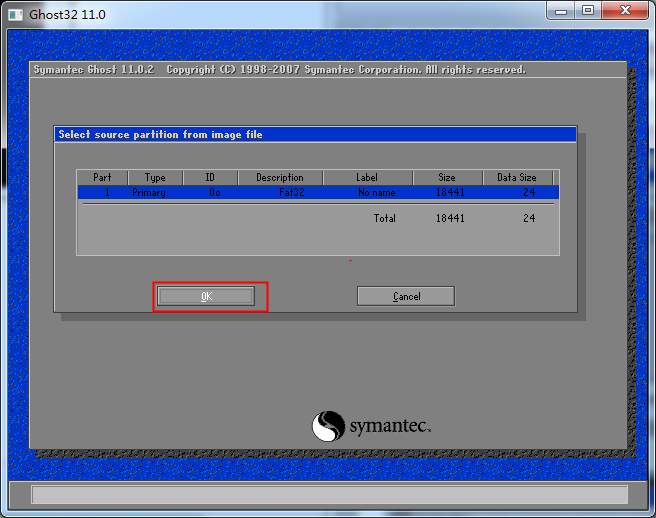 Ghost32 11.0
Symantec Ghost 11.0.2 Copyright (C) 1998-2007 Symantec Corporation. All rights reserved.
Select source partition from image file
Part Type ID Description Label Size Data Size
1 Primary 0c Fat32 No name 18441 24
Total 18441 24
OK Cancel
symantec.